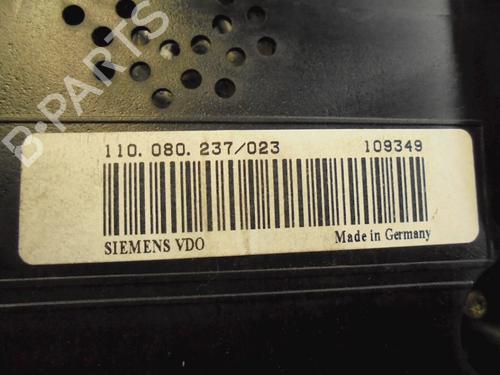 B-PARTS
110.080.237/023 109349
SIEMENS VDO Made in Germany